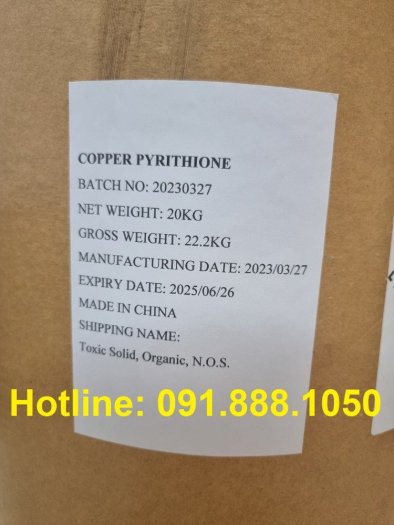 COPPER PYRITHIONE
BATCH NO: 20230327
NET WEIGHT: 20KG
GROSS WEIGHT: 22.2KG
MANUFACTURING DATE: 2023/03/27
EXPIRY DATE: 2025/06/26
MADE IN CHINA
SHIPPING NAME:
Toxic Solid, Organic, N.O.S.
Hotline: 091.888.1050